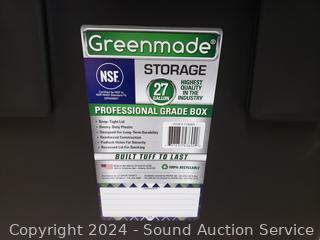 Greenmade®
NSF
STORAGE
27
GALLON
HIGHEST
QUALITY
IN THE
INDUSTRY
PROFESSIONAL GRADE BOX
- Snap-Tight Lid
- Heavy-Duty Plastic
- Designed For Long-Term Durability
- Reinforced Construction
- Padlock Holes For Security
- Recessed Lid For Stacking
BUILT TUFF TO LAST
100% RECYCLABLE
Copyright 2024 - Sound Auction Service